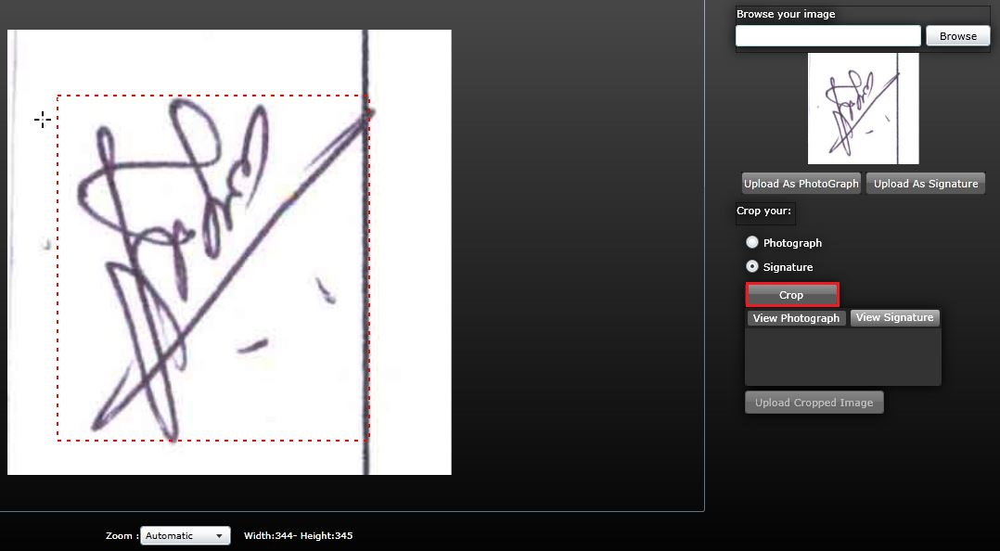 Browse your image
Browse
Upload As PhotoGraph
Upload As Signature
Crop your:
Photograph
Signature
Crop
View Photograph
View Signature
Upload Cropped Image
Zoom :
Automatic
Width:344- Height:345